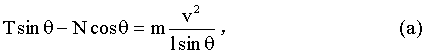 T sin θ − N cos θ = m v²/(l sin θ) , (a)